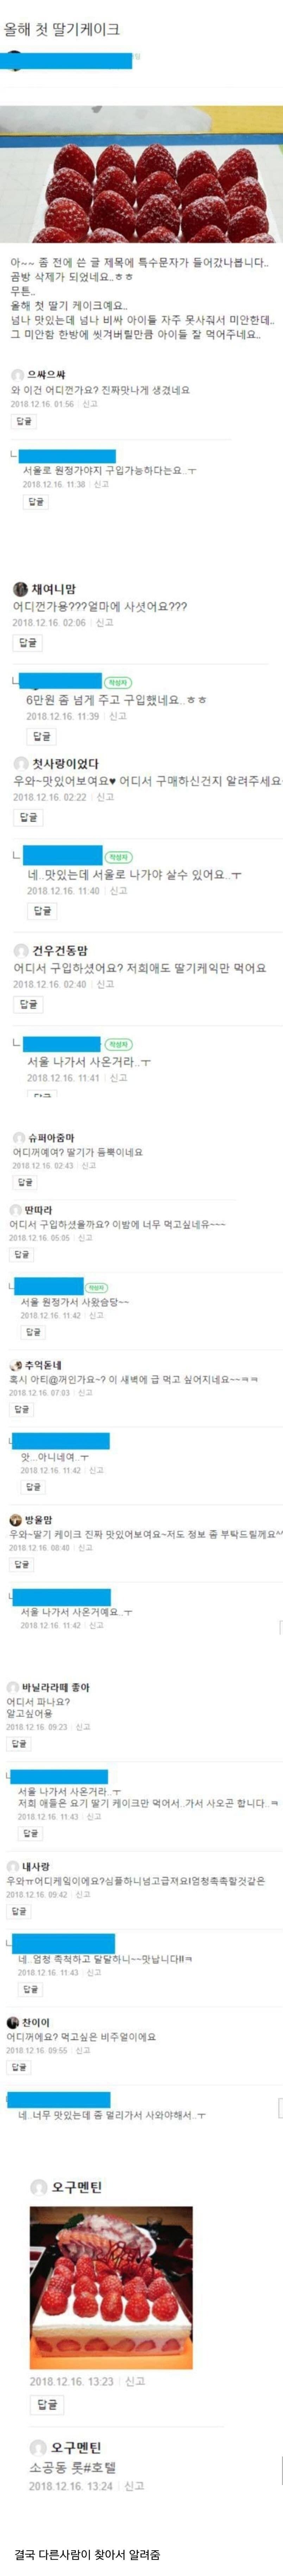 올해 첫 딸기케이크
아~~ 좀 전에 쓴 글 제목에 특수문자가 들어갔나봅니다..
곰방 삭제가 되었네요..ㅎㅎ
무튼..
올해 첫 딸기 케이크예요..
넘나 맛있는데 넘나 비싸 아이들 자주 못사줘서 미안한데..
그 미안함 한방에 씻겨버릴만큼 아이들 잘 먹어주네요..
으싸으쌰
와 이건 어디껀가요? 진짜맛나게 생겼네요
2018.12.16. 01:56 신고
답글
서울로 원정가야지 구입가능하다는요..ㅜ
2018.12.16. 11:38 신고
답글
채여니맘
어디껀가용???얼마에 사셧어요???
2018.12.16. 02:06 신고
답글
작성자
6만원 좀 넘게 주고 구입했네요..ㅎㅎ
2018.12.16. 11:39 신고
답글
첫사랑이었다
우와~맛있어보여요♥ 어디서 구매하신건지 알려주세요
2018.12.16. 02:22 신고
답글
작성자
네..맛있는데 서울로 나가야 살수 있어요..ㅜ
2018.12.16. 11:40 신고
답글
건우건동맘
어디서 구입하셨어요? 저희애도 딸기케익만 먹어요
2018.12.16. 02:40 신고
답글
작성자
서울 나가서 사온거라..ㅜ
2018.12.16. 11:41 신고
슈퍼아줌마
어디꺼예여? 딸기가 듬뿍이네요
2018.12.16. 02:43 신고
답글
딴따라
어디서 구입하셨을까요? 이밤에 너무 먹고싶네유~~~
2018.12.16. 05:05 신고
답글
작성자
서울 원정가서 사왔슴당~~
2018.12.16. 11:42 신고
답글
추억돋네
혹시 아티@꺼인가요~? 이 새벽에 급 먹고 싶어지네요~~ㅋㅋ
2018.12.16. 07:03 신고
답글
앗...아니네여..ㅜ
2018.12.16. 11:42 신고
답글
방울맘
우와~딸기 케이크 진짜 맛있어보여요~저도 정보 좀 부탁드릴께요^^
2018.12.16. 08:40 신고
답글
서울 나가서 사온거예요..ㅜ
2018.12.16. 11:42 신고
바닐라라떼 좋아
어디서 파나요?
알고싶어용
2018.12.16. 09:23 신고
답글
서울 나가서 사온거라..ㅜ
저희 애들은 요기 딸기 케이크만 먹어서..가서 사오곤 합니다..ㅋ
2018.12.16. 11:43 신고
답글
내사랑
우와ㅠ어디케잌이에요?심플하니넘고급져요!엄청촉촉할것같은
2018.12.16. 09:42 신고
답글
네..엄청 촉척하고 달달하니~~맛납니다!!ㅋ
2018.12.16. 11:43 신고
답글
찬이이
어디꺼에요? 먹고싶은 비주얼이에요
2018.12.16. 09:55 신고
답글
네..너무 맛있는데 좀 멀리가서 사와야해서..ㅜ
오구멘틴
2018.12.16. 13:23 신고
답글
오구멘틴
소공동 롯#호텔
2018.12.16. 13:24 신고
결국 다른사람이 찾아서 알려줌